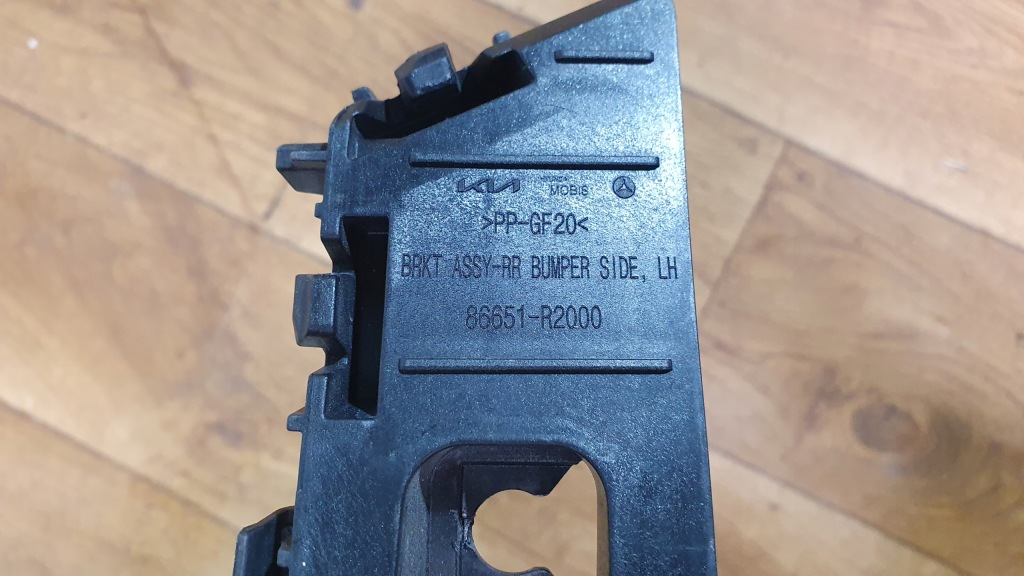 KIA MOBIS
>PP-GF20<
BRKT ASSY-RR BUMPER SIDE, LH
86651-R2000